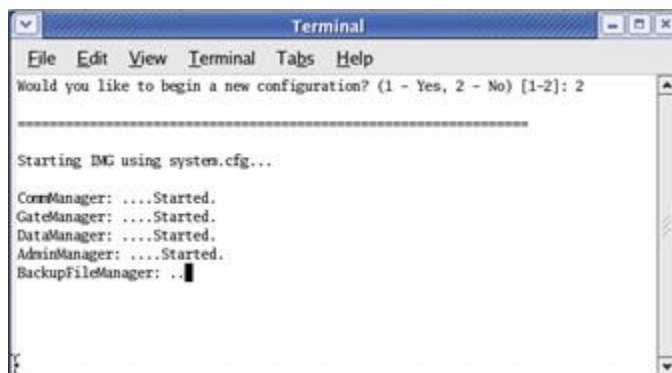 Terminal
File Edit View Terminal Tabs Help
Would you like to begin a new configuration? (1 - Yes, 2 - No) [1-2]: 2
===============================================================
Starting IMG using system.cfg...
CommManager: ....Started.
GateManager: ....Started.
DataManager: ....Started.
AdminManager: ....Started.
BackupFileManager: ..